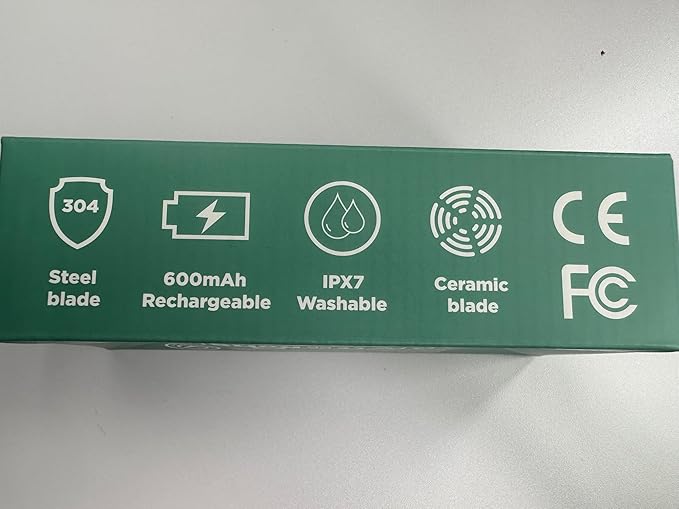 304
Steel
blade
600mAh
Rechargeable
IPX7
Washable
Ceramic
blade
CE
FC